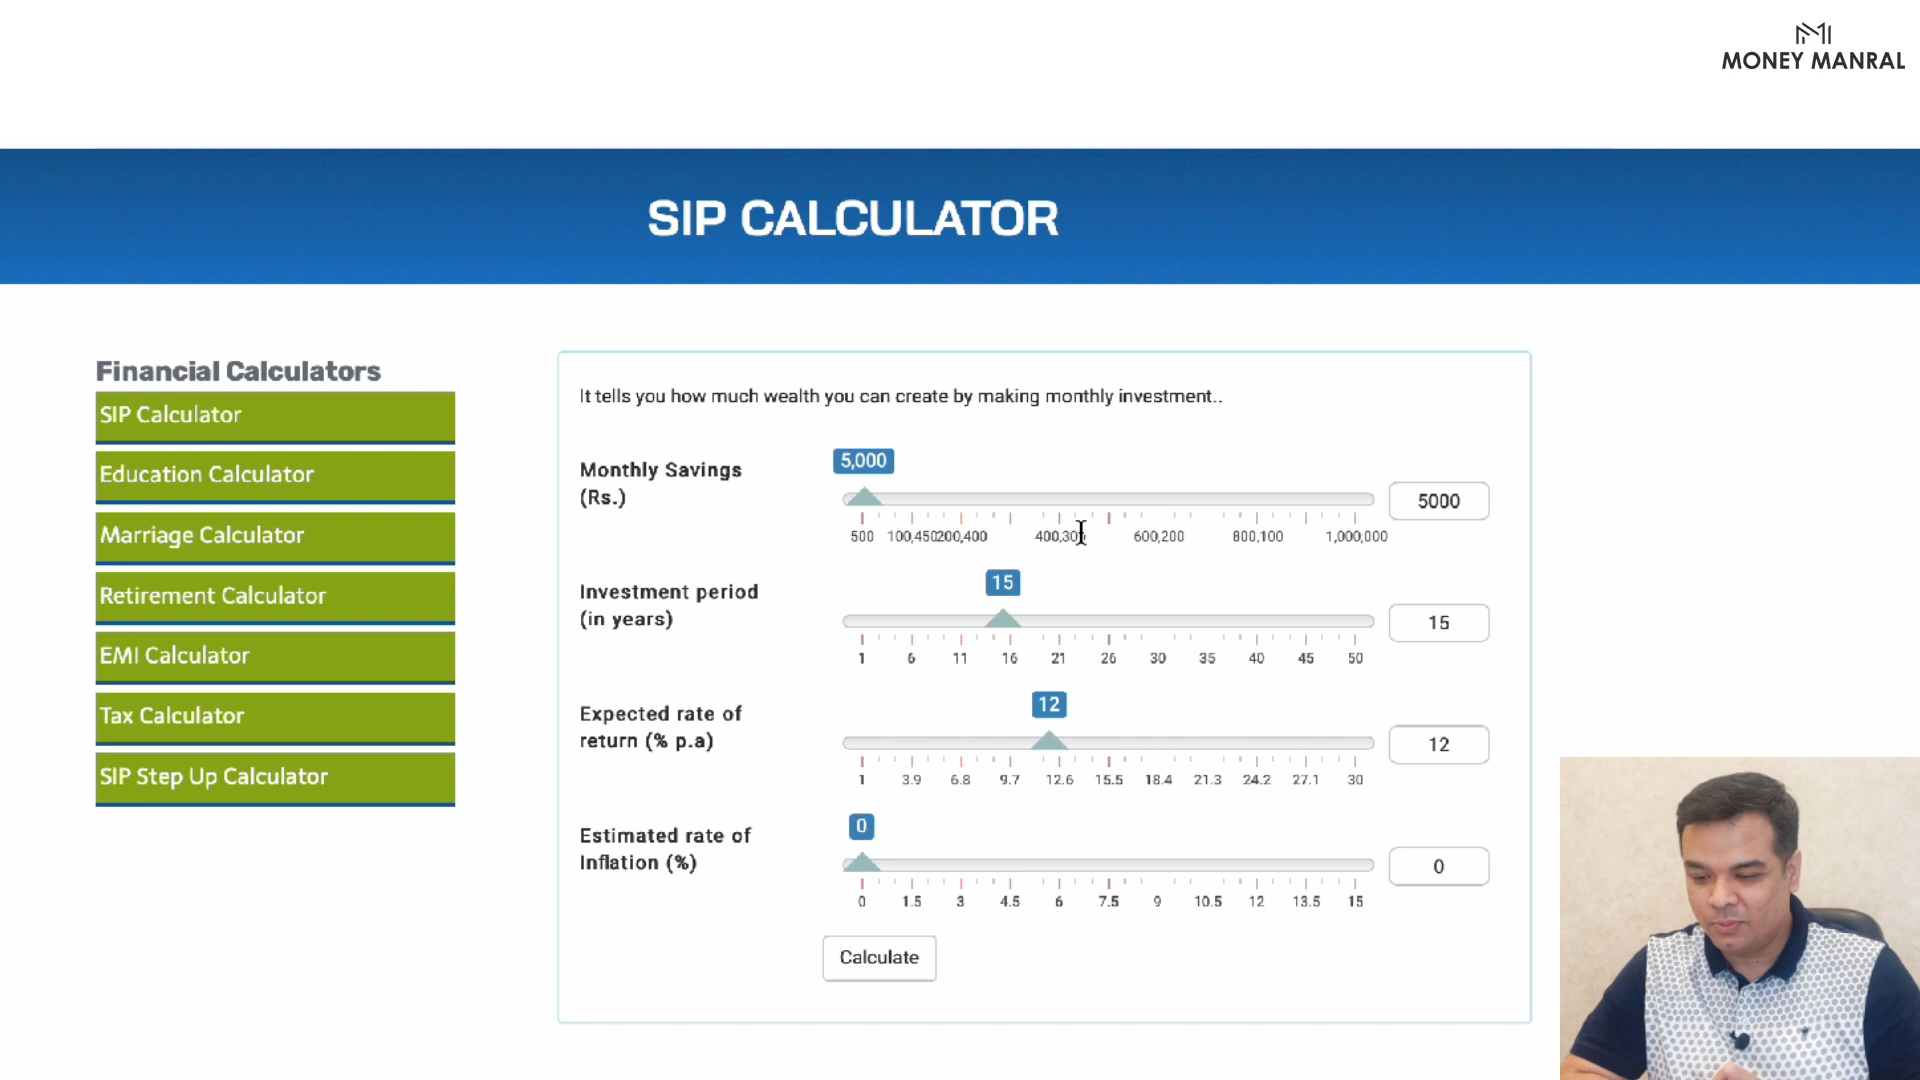 MONEY MANRAL
SIP CALCULATOR
Financial Calculators
SIP Calculator
Education Calculator
Marriage Calculator
Retirement Calculator
EMI Calculator
Tax Calculator
SIP Step Up Calculator
It tells you how much wealth you can create by making monthly investment..
Monthly Savings
(Rs.)
5,000
5000
500 100,450 200,400 400,300 600,200 800,100 1,000,000
Investment period
(in years)
15
15
1 6 11 16 21 26 30 35 40 45 50
Expected rate of
return (% p.a)
12
12
1 3.9 6.8 9.7 12.6 15.5 18.4 21.3 24.2 27.1 30
Estimated rate of
Inflation (%)
0
0
0 1.5 3 4.5 6 7.5 9 10.5 12 13.5 15
Calculate